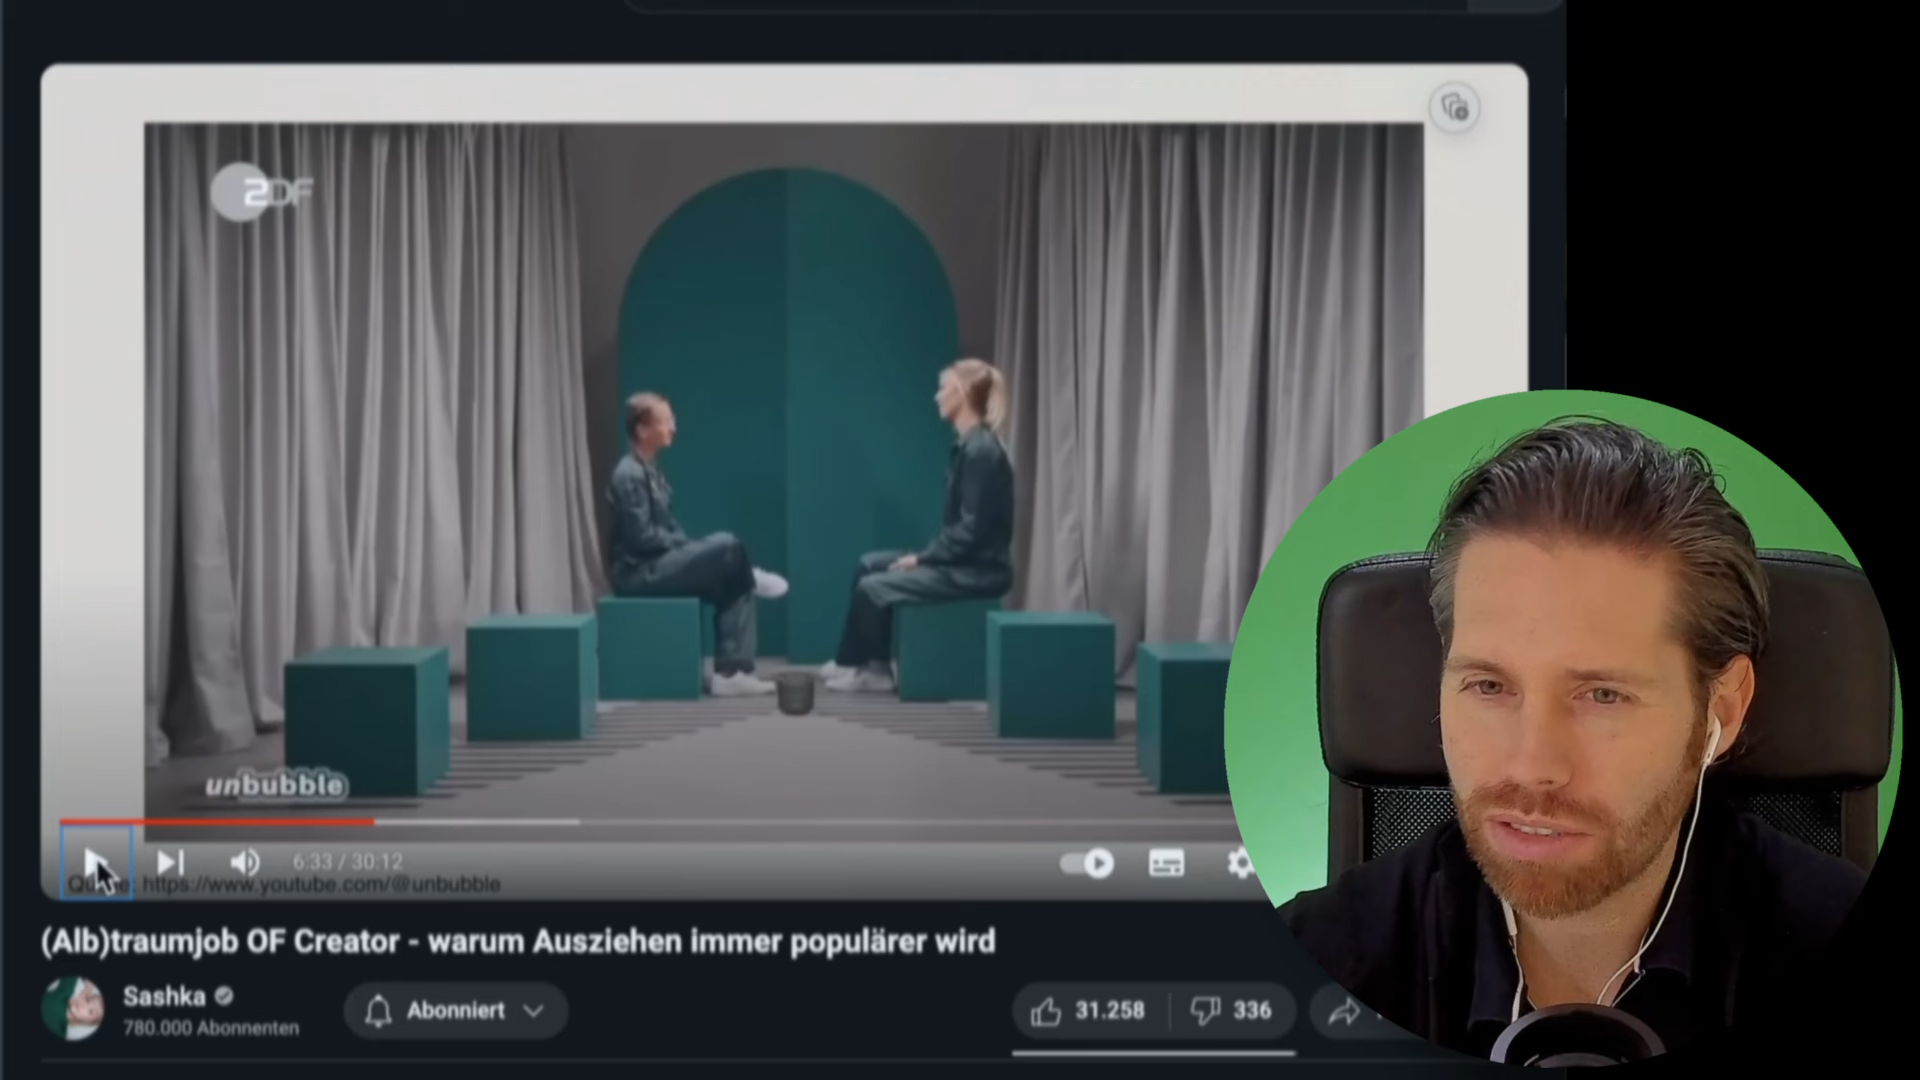 ZDF
unbubble
6:33 / 30:12
https://www.youtube.com/@unbubble
(Alb)traumjob OF Creator - warum Ausziehen immer populärer wird
Sashka
780.000 Abonnenten
Abonniert
31.258
336